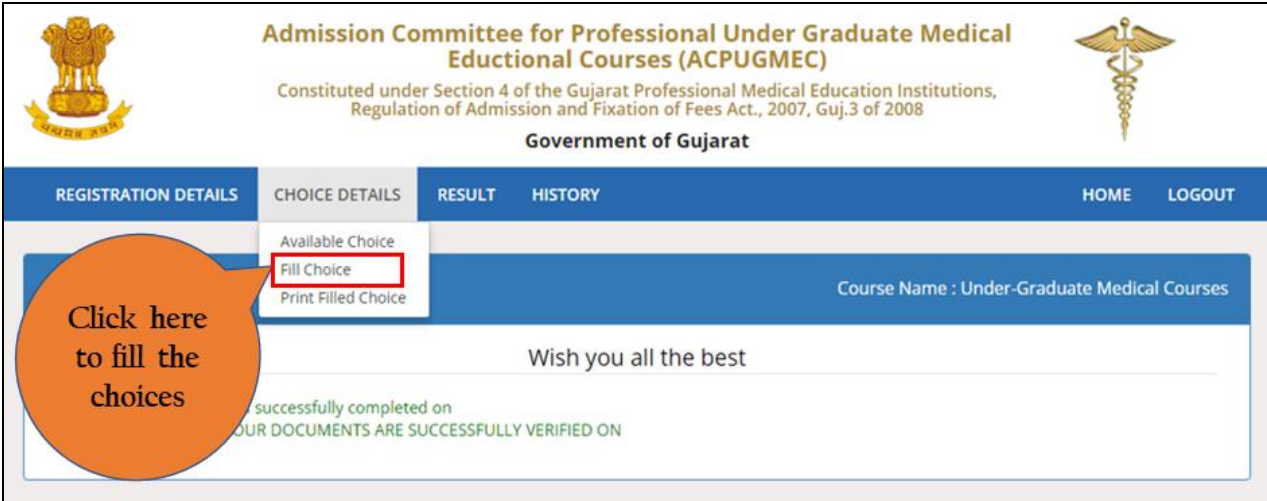 Admission Committee for Professional Under Graduate Medical
Eductional Courses (ACPUGMEC)
Constituted under Section 4 of the Gujarat Professional Medical Education Institutions,
Regulation of Admission and Fixation of Fees Act., 2007, Guj.3 of 2008
Government of Gujarat
सत्यमेव जयते
REGISTRATION DETAILS CHOICE DETAILS RESULT HISTORY HOME LOGOUT
Available Choice
Fill Choice
Print Filled Choice
Course Name : Under-Graduate Medical Courses
Click here
to fill the
choices
Wish you all the best
successfully completed on
OUR DOCUMENTS ARE SUCCESSFULLY VERIFIED ON